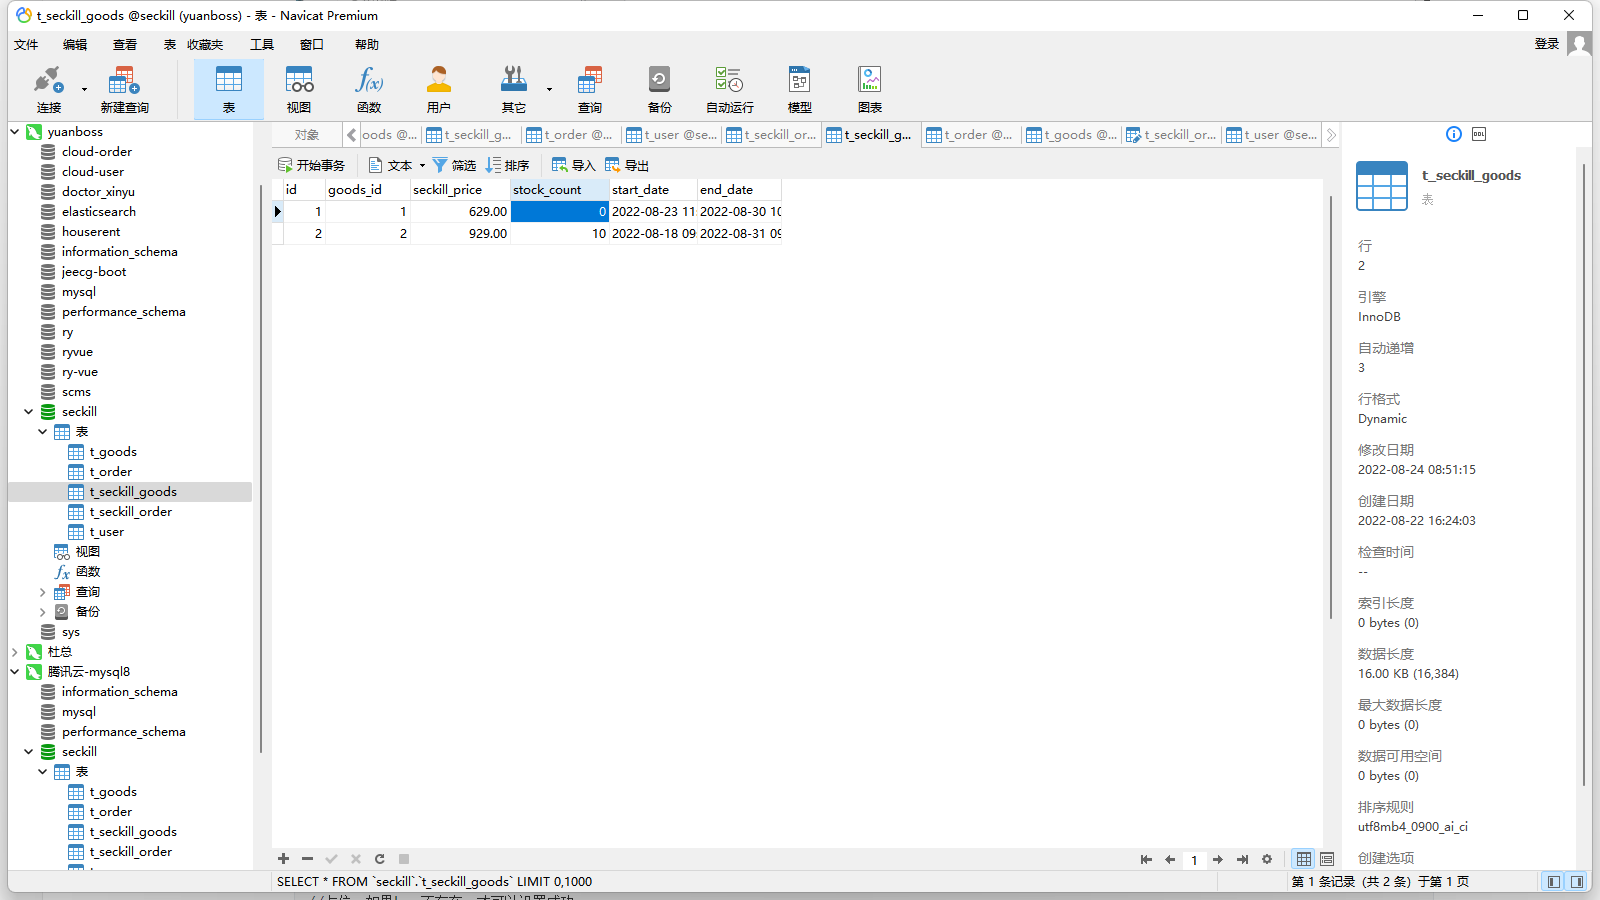 t_seckill_goods @seckill (yuanboss) - 表 - Navicat Premium
文件 编辑 查看 表 收藏夹 工具 窗口 帮助 登录
连接 新建查询 表 视图 函数 用户 其它 查询 备份 自动运行 模型 图表
yuanboss
cloud-order
cloud-user
doctor_xinyu
elasticsearch
houserent
information_schema
jeecg-boot
mysql
performance_schema
ry
ryvue
ry-vue
scms
seckill
表
t_goods
t_order
t_seckill_goods
t_seckill_order
t_user
视图
函数
查询
备份
sys
杜总
腾讯云-mysql8
information_schema
mysql
performance_schema
seckill
表
t_goods
t_order
t_seckill_goods
t_seckill_order
对象 oods @... t_seckill_g... t_order @... t_user @se... t_seckill_or... t_seckill_g... t_order @... t_goods @... t_seckill_or... t_user @se...
开始事务 文本 筛选 排序 导入 导出
id goods_id seckill_price stock_count start_date end_date
1 1 629.00 0 2022-08-23 11: 2022-08-30 10
2 2 929.00 10 2022-08-18 09 2022-08-31 09
1
SELECT * FROM `seckill`.`t_seckill_goods` LIMIT 0,1000
第 1 条记录 (共 2 条) 于第 1 页
DDL
t_seckill_goods
表
行
2
引擎
InnoDB
自动递增
3
行格式
Dynamic
修改日期
2022-08-24 08:51:15
创建日期
2022-08-22 16:24:03
检查时间
--
索引长度
0 bytes (0)
数据长度
16.00 KB (16,384)
最大数据长度
0 bytes (0)
数据可用空间
0 bytes (0)
排序规则
utf8mb4_0900_ai_ci
创建选项